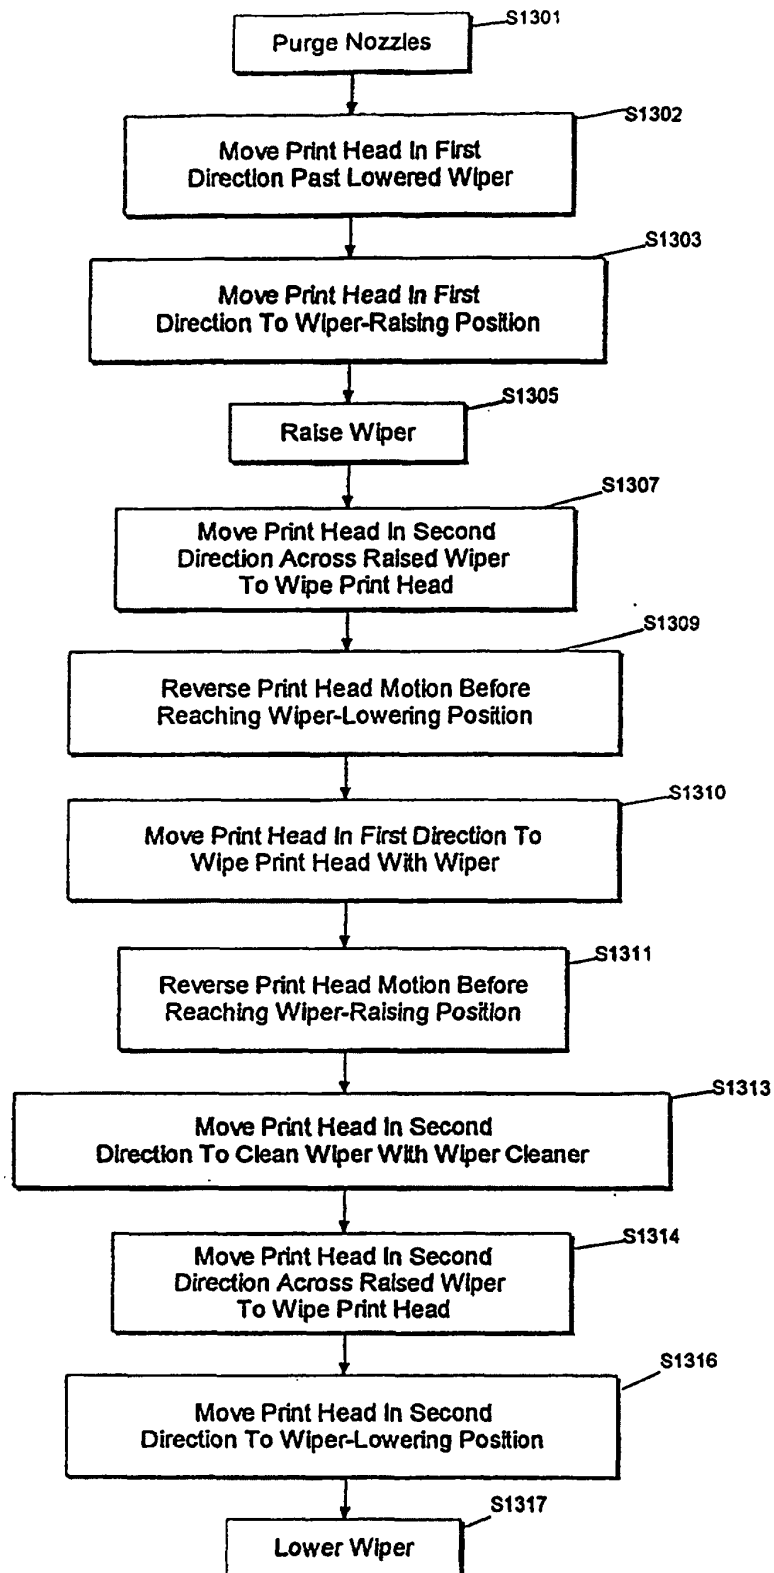 S1301
Purge Nozzles
S1302
Move Print Head In First
Direction Past Lowered Wiper
S1303
Move Print Head In First
Direction To Wiper-Raising Position
S1305
Raise Wiper
S1307
Move Print Head In Second
Direction Across Raised Wiper
To Wipe Print Head
S1309
Reverse Print Head Motion Before
Reaching Wiper-Lowering Position
S1310
Move Print Head In First Direction To
Wipe Print Head With Wiper
S1311
Reverse Print Head Motion Before
Reaching Wiper-Raising Position
S1313
Move Print Head In Second
Direction To Clean Wiper With Wiper Cleaner
S1314
Move Print Head In Second
Direction Across Raised Wiper
To Wipe Print Head
S1316
Move Print Head In Second
Direction To Wiper-Lowering Position
S1317
Lower Wiper